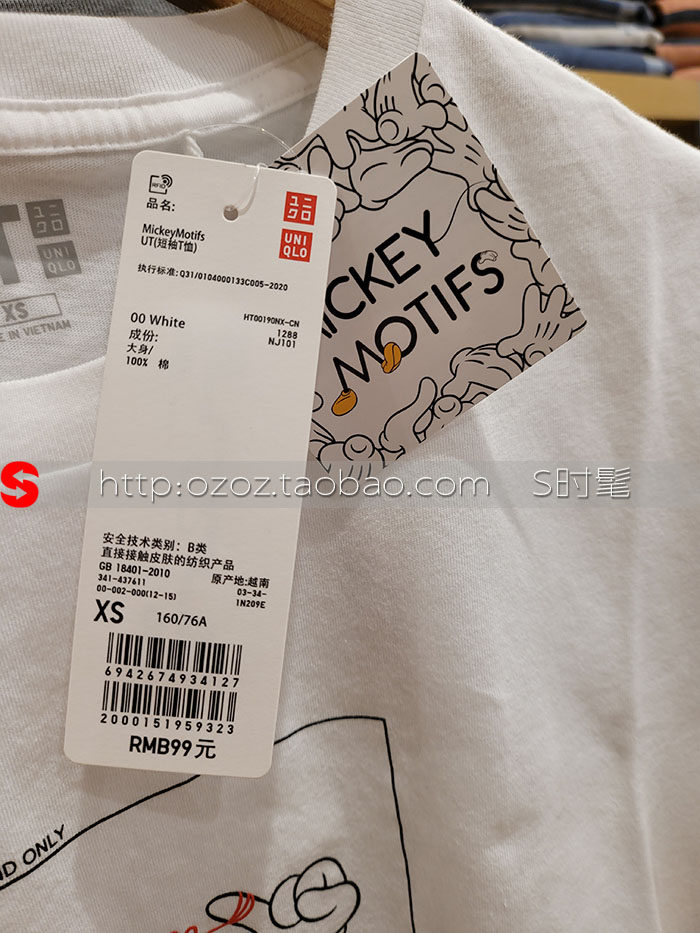 RFID
品名:
ユニ
クロ
UNI
QLO
MickeyMotifs
UT(短袖T恤)
执行标准:Q31/0104000133C005-2020
00 White
HT00190NX-CN
成份:
1288
大身/
NJ101
100% 棉
ICKEY
MOTIFS
T
UNI
QLO
XS
E IN VIETNAM
S http:ozoz.taobao.com S时髦
安全技术类别: B类
直接接触皮肤的纺织产品
GB 18401-2010
原产地:越南
341-437611
03-34-
00-002-000(12-15)
1N209E
XS 160/76A
6942674934127
2000151959323
RMB99元
ND ONLY